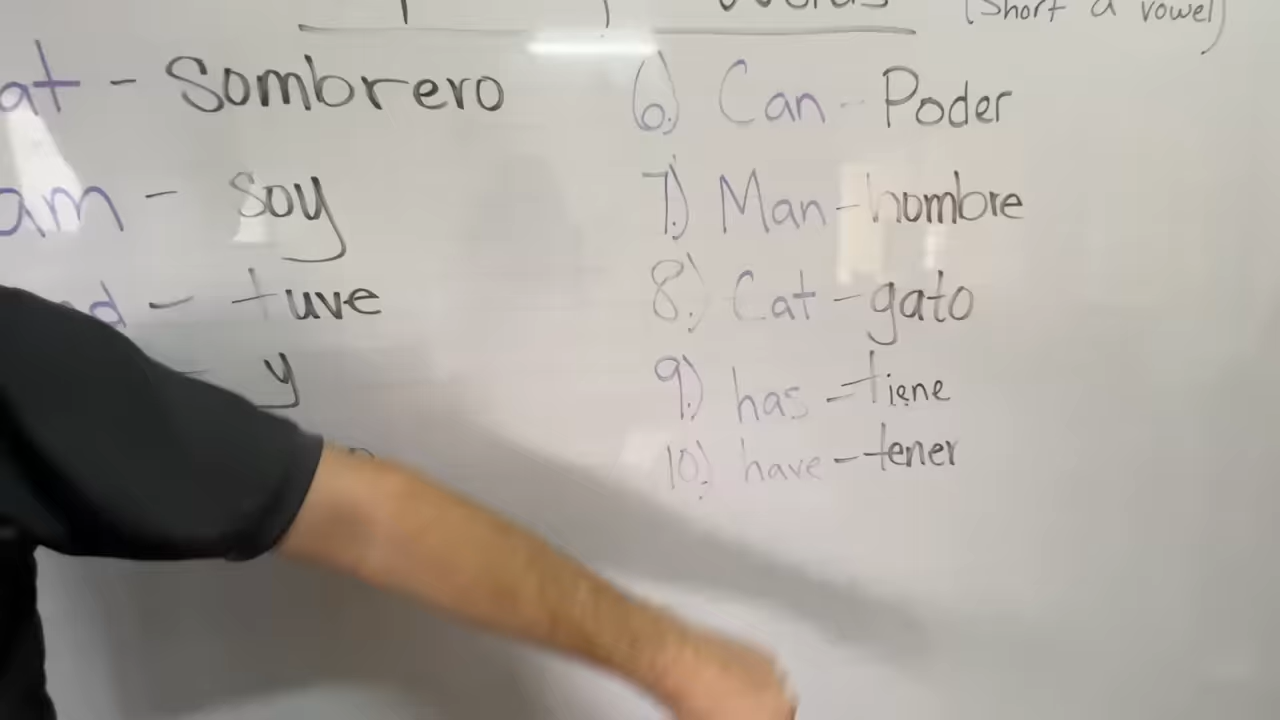 (short a vowel)
at - Sombrero
am - soy
d - tuve
- y
6.) Can - Poder
7.) Man - hombre
8.) Cat - gato
9.) has - tiene
10.) have - tener